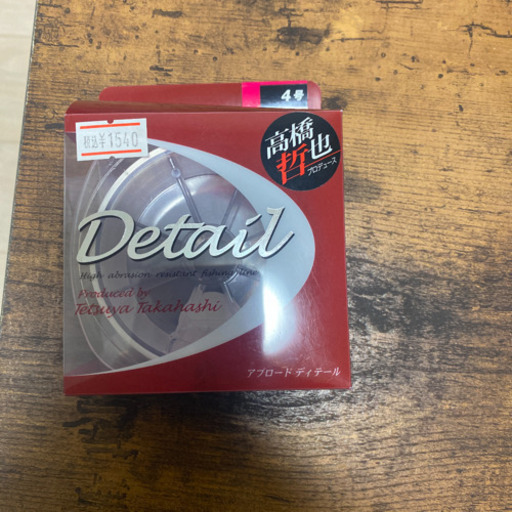 4号
税込¥1540
高橋
哲也
プロデュース
Detail
High abrasion resistant fishing line
Produced by
Tetsuya Takahashi
アブロード ディテール